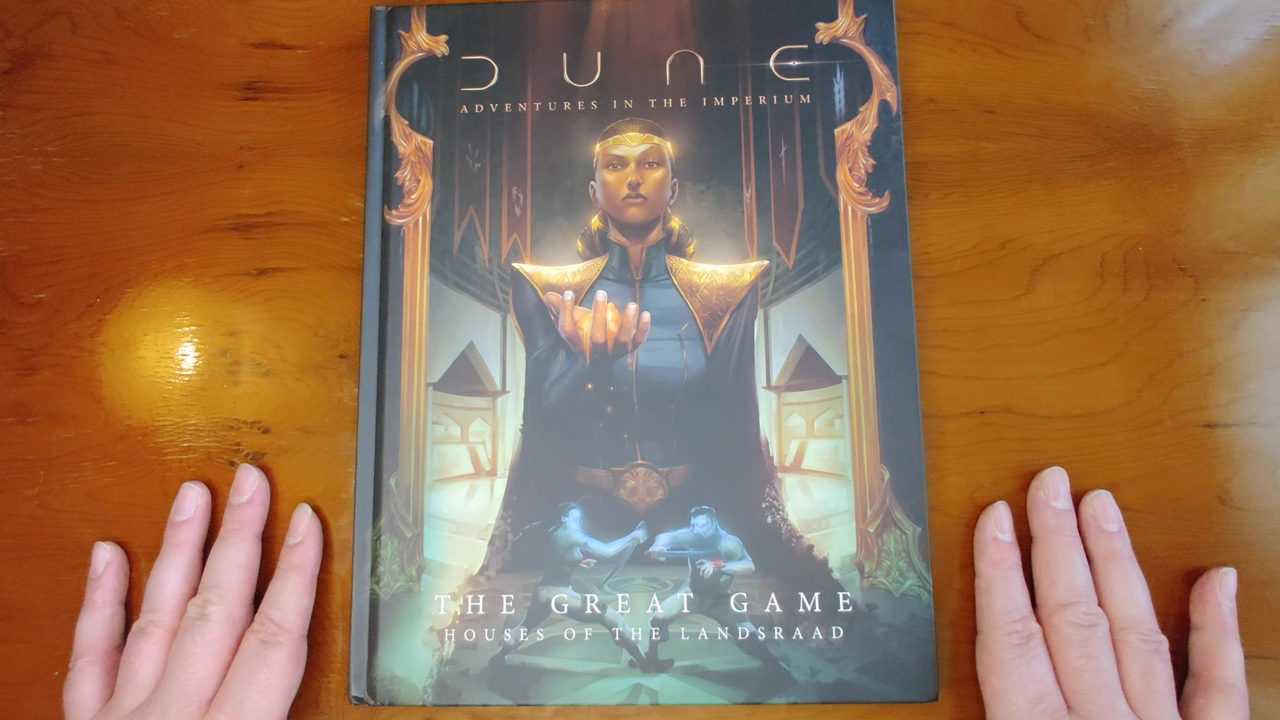 DUNE
ADVENTURES IN THE IMPERIUM
THE GREAT GAME
HOUSES OF THE LANDSRAAD